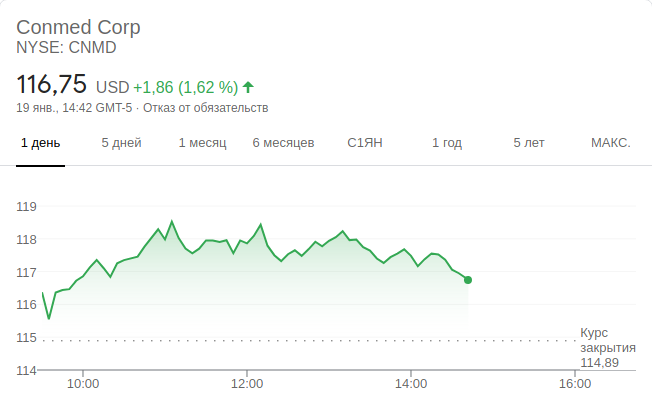 Conmed Corp
NYSE: CNMD
116,75 USD +1,86 (1,62 %)
19 янв., 14:42 GMT-5 · Отказ от обязательств
1 день 5 дней 1 месяц 6 месяцев С1ЯН 1 год 5 лет МАКС.
119
118
117
116
115
114
Курс
закрытия
114,89
10:00 12:00 14:00 16:00